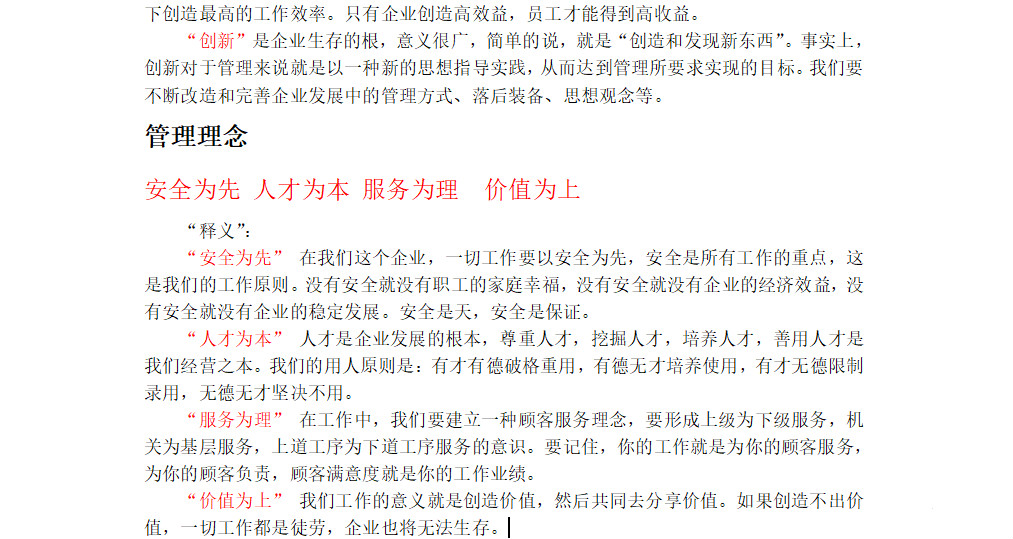 下创造最高的工作效率。只有企业创造高效益，员工才能得到高收益。
“创新”是企业生存的根，意义很广，简单的说，就是“创造和发现新东西”。事实上，
创新对于管理来说就是以一种新的思想指导实践，从而达到管理所要求实现的目标。我们要
不断改造和完善企业发展中的管理方式、落后装备、思想观念等。
管理理念
安全为先 人才为本 服务为理 价值为上
“释义”：
“安全为先” 在我们这个企业，一切工作要以安全为先，安全是所有工作的重点，这
是我们的工作原则。没有安全就没有职工的家庭幸福，没有安全就没有企业的经济效益，没
有安全就没有企业的稳定发展。安全是天，安全是保证。
“人才为本” 人才是企业发展的根本，尊重人才，挖掘人才，培养人才，善用人才是
我们经营之本。我们的用人原则是：有才有德破格重用，有德无才培养使用，有才无德限制
录用，无德无才坚决不用。
“服务为理” 在工作中，我们要建立一种顾客服务理念，要形成上级为下级服务，机
关为基层服务，上道工序为下道工序服务的意识。要记住，你的工作就是为你的顾客服务，
为你的顾客负责，顾客满意度就是你的工作业绩。
“价值为上” 我们工作的意义就是创造价值，然后共同去分享价值。如果创造不出价
值，一切工作都是徒劳，企业也将无法生存。